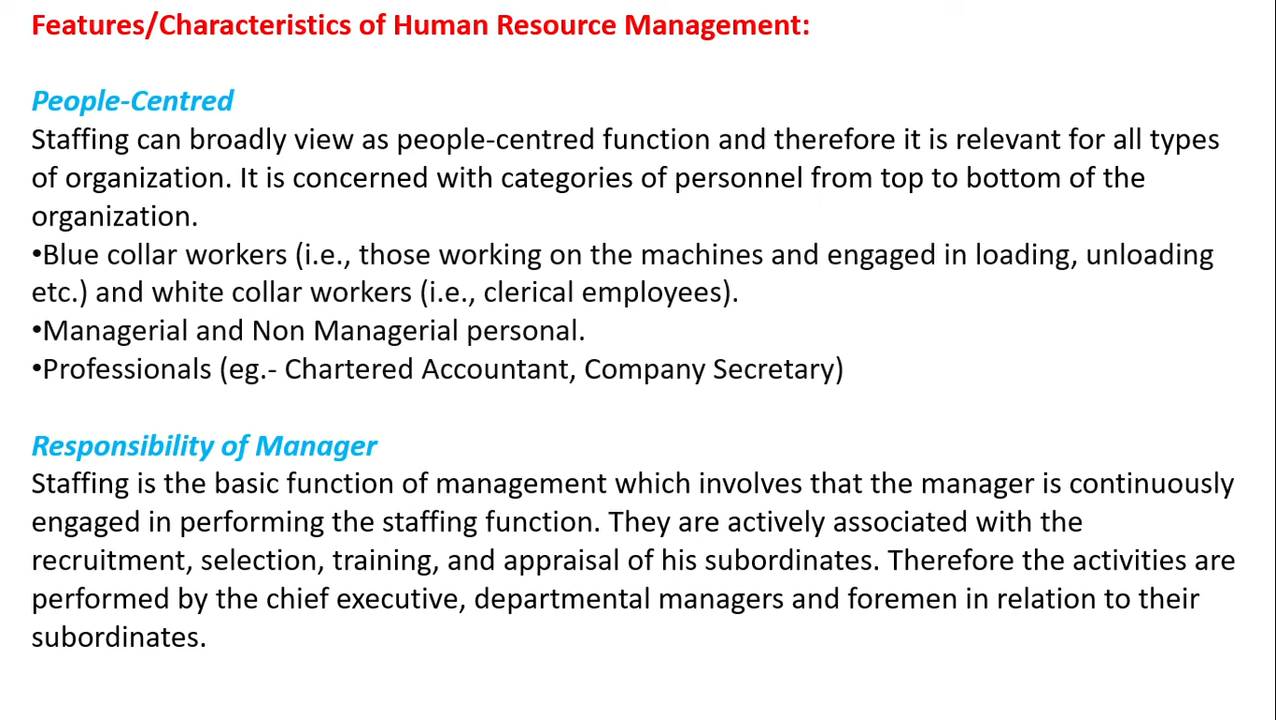 Features/Characteristics of Human Resource Management:
People-Centred
Staffing can broadly view as people-centred function and therefore it is relevant for all types
of organization. It is concerned with categories of personnel from top to bottom of the
organization.
•Blue collar workers (i.e., those working on the machines and engaged in loading, unloading
etc.) and white collar workers (i.e., clerical employees).
•Managerial and Non Managerial personal.
•Professionals (eg.- Chartered Accountant, Company Secretary)
Responsibility of Manager
Staffing is the basic function of management which involves that the manager is continuously
engaged in performing the staffing function. They are actively associated with the
recruitment, selection, training, and appraisal of his subordinates. Therefore the activities are
performed by the chief executive, departmental managers and foremen in relation to their
subordinates.